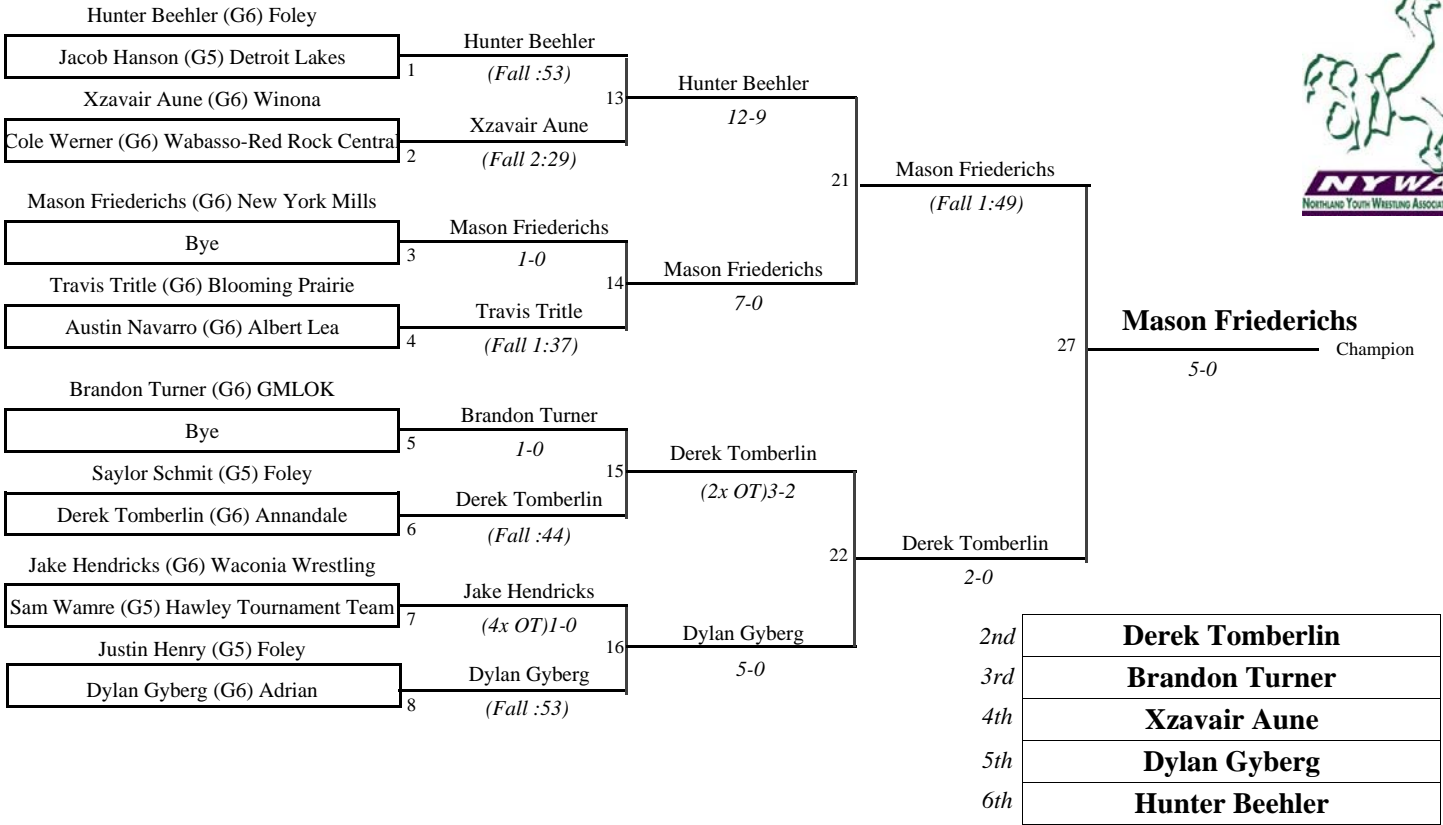 Hunter Beehler (G6) Foley
Jacob Hanson (G5) Detroit Lakes
1
Xzavair Aune (G6) Winona
Cole Werner (G6) Wabasso-Red Rock Central
2
Mason Friederichs (G6) New York Mills
Bye
3
Travis Tritle (G6) Blooming Prairie
Austin Navarro (G6) Albert Lea
4
Brandon Turner (G6) GMLOK
Bye
5
Saylor Schmit (G5) Foley
Derek Tomberlin (G6) Annandale
6
Jake Hendricks (G6) Waconia Wrestling
Sam Wamre (G5) Hawley Tournament Team
7
Justin Henry (G5) Foley
Dylan Gyberg (G6) Adrian
8
Hunter Beehler
(Fall :53)
13
Xzavair Aune
(Fall 2:29)
Mason Friederichs
1-0
14
Travis Tritle
(Fall 1:37)
Brandon Turner
1-0
15
Derek Tomberlin
(Fall :44)
Jake Hendricks
(4x OT)1-0
16
Dylan Gyberg
(Fall :53)
Hunter Beehler
12-9
21
Mason Friederichs
7-0
Derek Tomberlin
(2x OT)3-2
22
Dylan Gyberg
5-0
Mason Friederichs
(Fall 1:49)
27
Derek Tomberlin
2-0
Mason Friederichs
Champion
5-0
NYWA
Northland Youth Wrestling
2nd Derek Tomberlin
3rd Brandon Turner
4th Xzavair Aune
5th Dylan Gyberg
6th Hunter Beehler